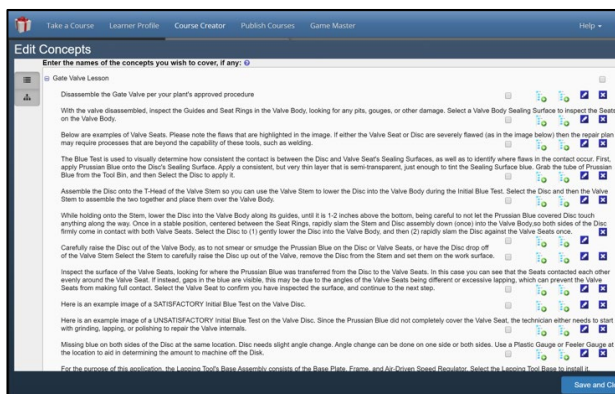 Take a Course Learner Profile Course Creator Publish Courses Game Master Help
Edit Concepts
Enter the names of the concepts you wish to cover, if any:
Gate Valve Lesson
Disassemble the Gate Valve per your plant's approved procedure
With the valve disassembled, inspect the Guides and Seat Rings in the Valve Body, looking for any pits, gouges, or other damage. Select a Valve Body Sealing Surface to inspect the Seats
on the Valve Body.
Below are examples of Valve Seats. Please note the flaws that are highlighted in the image. If either the Valve Seat or Disc are severely flawed (as in the image below) then the repair plan
may require processes that are beyond the capability of these tools, such as welding.
The Blue Test is used to visually determine how consistent the contact is between the Disc and Valve Seat's Sealing Surfaces, as well as to identify where flaws in the contact occur. First,
apply Prussian Blue onto the Disc's Sealing Surface. Apply a consistent, but very thin layer that is semi-transparent, just enough to tint the Sealing Surface blue. Grab the tube of Prussian
Blue from the Tool Bin, and then Select the Disc to apply it.
Assemble the Disc onto the T-Head of the Valve Stem so you can use the Valve Stem to lower the Disc into the Valve Body during the Initial Blue Test. Select the Disc and then the Valve
Stem to assemble the two together and place them over the Valve Body.
While holding onto the Stem, lower the Disc into the Valve Body along its guides, until it is 1-2 inches above the bottom, being careful to not let the Prussian Blue covered Disc touch
anything along the way. Once in a stable position, centered between the Seat Rings, rapidly slam the Stem and Disc assembly down (once) into the Valve Body,so both sides of the Disc
firmly come in contact with both Valve Seats. Select the Disc to (1) gently lower the Disc into the Valve Body, and then (2) rapidly slam the Disc against the Valve Seats once.
Carefully raise the Disc out of the Valve Body, as to not smear or smudge the Prussian Blue on the Disc or Valve Seats, or have the Disc drop off
of the Valve Stem Select the Stem to carefully raise the Disc up out of the Valve, remove the Disc from the Stem and set them on the work surface.
Inspect the surface of the Valve Seats, looking for where the Prussian Blue was transferred from the Disc to the Valve Seats. In this case you can see that the Seats contacted each other
evenly around the Valve Seat. If instead, gaps in the blue are visible, this may be due to the angles of the Valve Seats being different or excessive lapping, which can prevent the Valve
Seats from making full contact. Select the Valve Seat to confirm you have inspected the surface, and continue to the next step.
Here is an example image of a SATISFACTORY Initial Blue Test on the Valve Disc.
Here is an example image of a UNSATISFACTORY Initial Blue Test on the Valve Disc. Since the Prussian Blue did not completely cover the Valve Seat, the technician either needs to start
with grinding, lapping, or polishing to repair the Valve internals.
Missing blue on both sides of the Disc at the same location. Disc needs slight angle change. Angle change can be done on one side or both sides. Use a Plastic Gauge or Feeler Gauge at
the location to aid in determining the amount to machine off the Disk.
For the purpose of this application, the Lapping Tool's Base Assembly consists of the Base Plate, Frame, and Air-Driven Speed Regulator. Select the Lapping Tool Base to install it.
Save and Clo